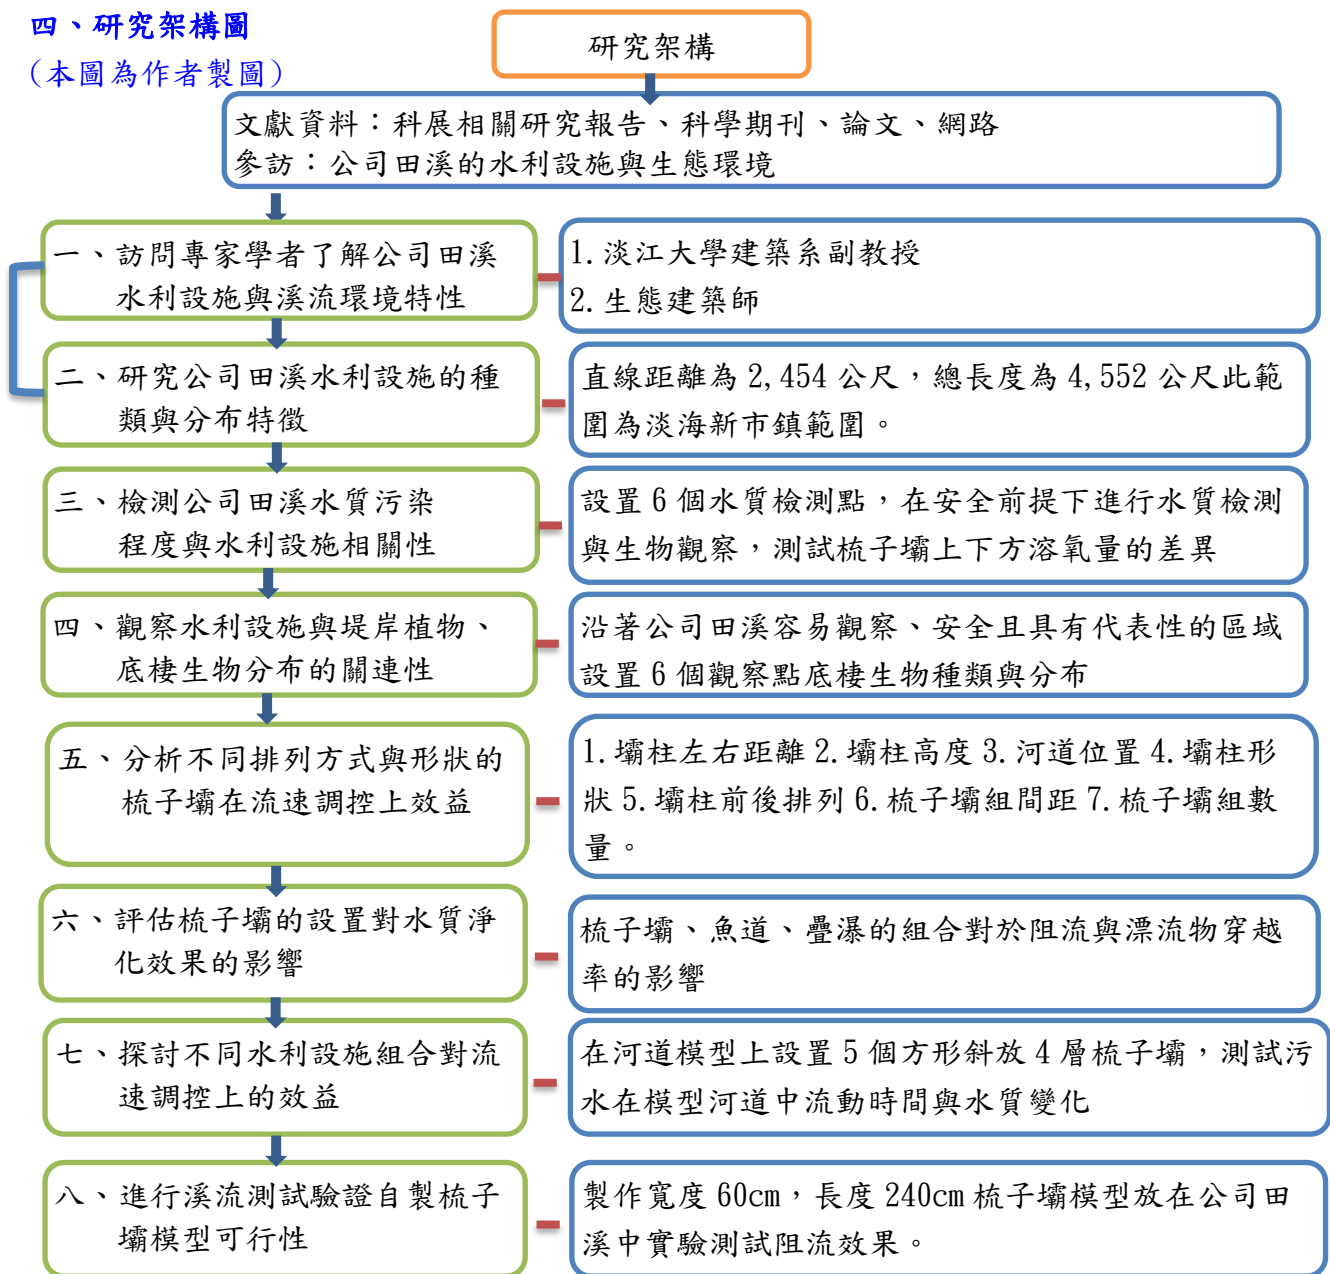 四、研究架構圖
(本圖為作者製圖)
研究架構
文獻資料：科展相關研究報告、科學期刊、論文、網路
參訪：公司田溪的水利設施與生態環境
一、訪問專家學者了解公司田溪
水利設施與溪流環境特性
1.淡江大學建築系副教授
2.生態建築師
二、研究公司田溪水利設施的種
類與分布特徵
直線距離為 2,454 公尺，總長度為 4,552 公尺此範
圍為淡海新市鎮範圍。
三、檢測公司田溪水質污染
程度與水利設施相關性
設置 6 個水質檢測點，在安全前提下進行水質檢測
與生物觀察，測試梳子壩上下方溶氧量的差異
四、觀察水利設施與堤岸植物、
底棲生物分布的關連性
沿著公司田溪容易觀察、安全且具有代表性的區域
設置 6 個觀察點底棲生物種類與分布
五、分析不同排列方式與形狀的
梳子壩在流速調控上效益
1.壩柱左右距離 2.壩柱高度 3.河道位置 4.壩柱形
狀 5.壩柱前後排列 6.梳子壩組間距 7.梳子壩組數
量。
六、評估梳子壩的設置對水質淨
化效果的影響
梳子壩、魚道、疊瀑的組合對於阻流與漂流物穿越
率的影響
七、探討不同水利設施組合對流
速調控上的效益
在河道模型上設置 5 個方形斜放 4 層梳子壩，測試污
水在模型河道中流動時間與水質變化
八、進行溪流測試驗證自製梳子
壩模型可行性
製作寬度 60cm，長度 240cm 梳子壩模型放在公司田
溪中實驗測試阻流效果。